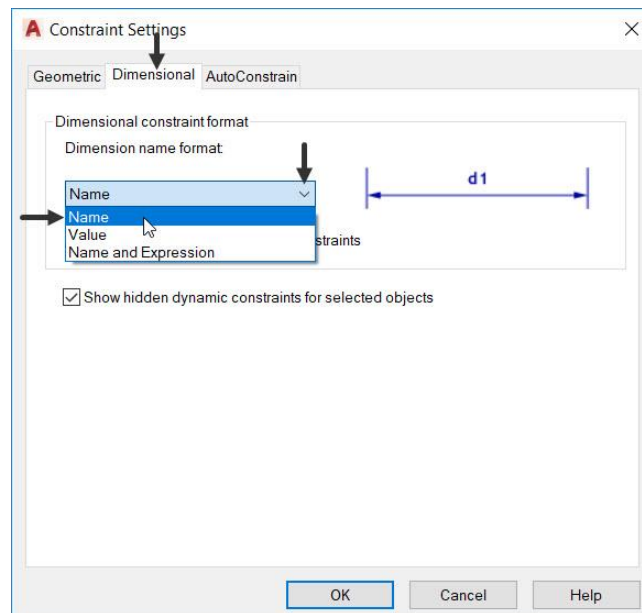 Constraint Settings
Geometric Dimensional AutoConstrain
Dimensional constraint format
Dimension name format:
Name
d1
Name
Value
straints
Name and Expression
Show hidden dynamic constraints for selected objects
OK Cancel Help